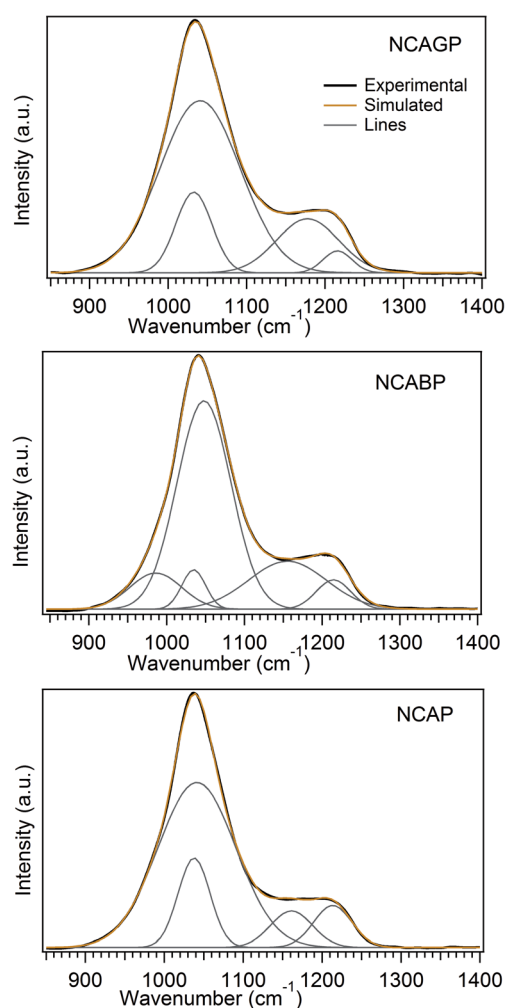 NCAGP
Experimental
Simulated
Lines
Intensity (a.u.)
900 1000 1100 1200 1300 1400
Wavenumber (cm⁻¹)
NCABP
Intensity (a.u.)
900 1000 1100 1200 1300 1400
Wavenumber (cm⁻¹)
NCAP
Intensity (a.u.)
900 1000 1100 1200 1300 1400
Wavenumber (cm⁻¹)